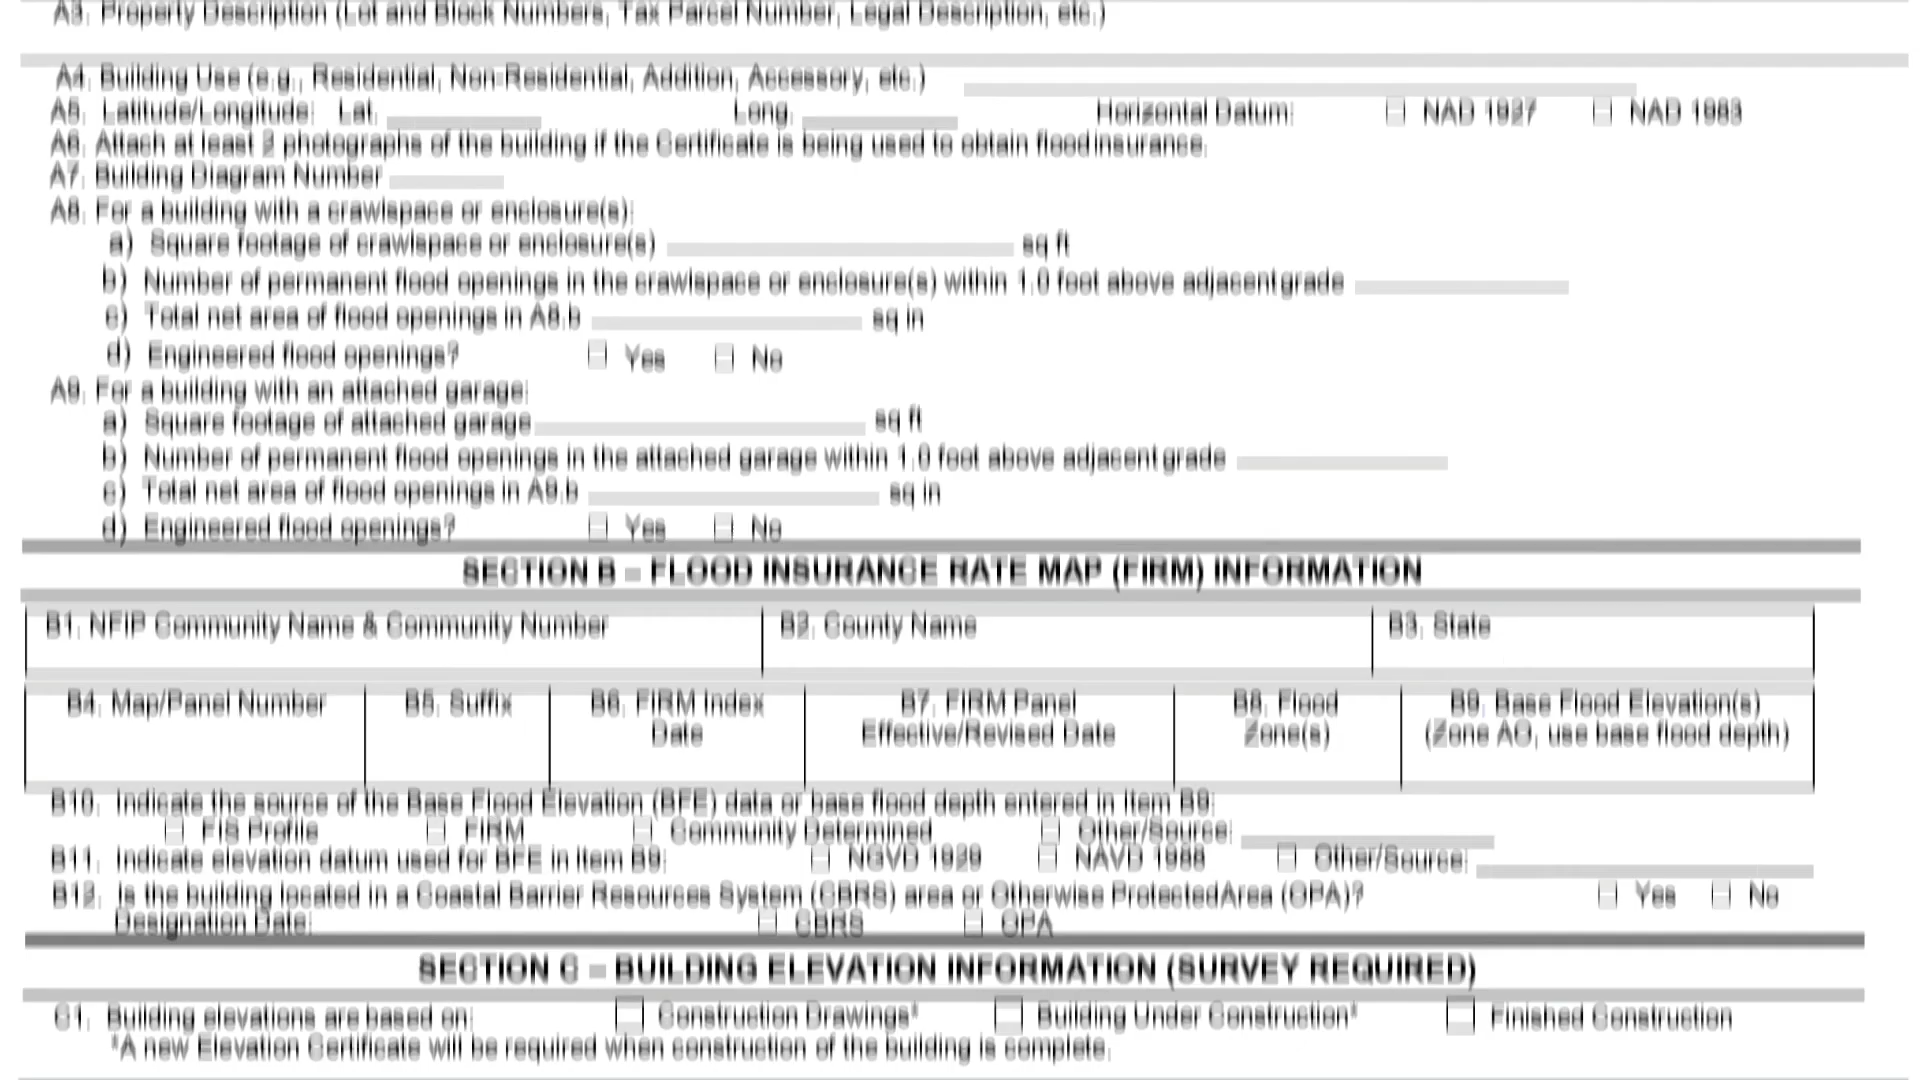 A3. Property Description (Lot and Block Numbers, Tax Parcel Number, Legal Description, etc.)
A4. Building Use (e.g., Residential, Non-Residential, Addition, Accessory, etc.)
A5. Latitude/Longitude: Lat. Long. Horizontal Datum: NAD 1927 NAD 1983
A6. Attach at least 2 photographs of the building if the Certificate is being used to obtain flood insurance.
A7. Building Diagram Number
A8. For a building with a crawlspace or enclosure(s):
a) Square footage of crawlspace or enclosure(s) sq ft
b) Number of permanent flood openings in the crawlspace or enclosure(s) within 1.0 foot above adjacent grade
c) Total net area of flood openings in A8.b sq in
d) Engineered flood openings? Yes No
A9. For a building with an attached garage:
a) Square footage of attached garage sq ft
b) Number of permanent flood openings in the attached garage within 1.0 foot above adjacent grade
c) Total net area of flood openings in A9.b sq in
d) Engineered flood openings? Yes No
SECTION B – FLOOD INSURANCE RATE MAP (FIRM) INFORMATION
B1. NFIP Community Name & Community Number B2. County Name B3. State
B4. Map/Panel Number B5. Suffix B6. FIRM Index Date B7. FIRM Panel Effective/Revised Date B8. Flood Zone(s) B9. Base Flood Elevation(s) (Zone AO, use base flood depth)
B10. Indicate the source of the Base Flood Elevation (BFE) data or base flood depth entered in Item B9:
FIS Profile FIRM Community Determined Other/Source:
B11. Indicate elevation datum used for BFE in Item B9: NGVD 1929 NAVD 1988 Other/Source:
B12. Is the building located in a Coastal Barrier Resources System (CBRS) area or Otherwise Protected Area (OPA)? Yes No
Designation Date: CBRS OPA
SECTION C – BUILDING ELEVATION INFORMATION (SURVEY REQUIRED)
C1. Building elevations are based on: Construction Drawings* Building Under Construction* Finished Construction
*A new Elevation Certificate will be required when construction of the building is complete.